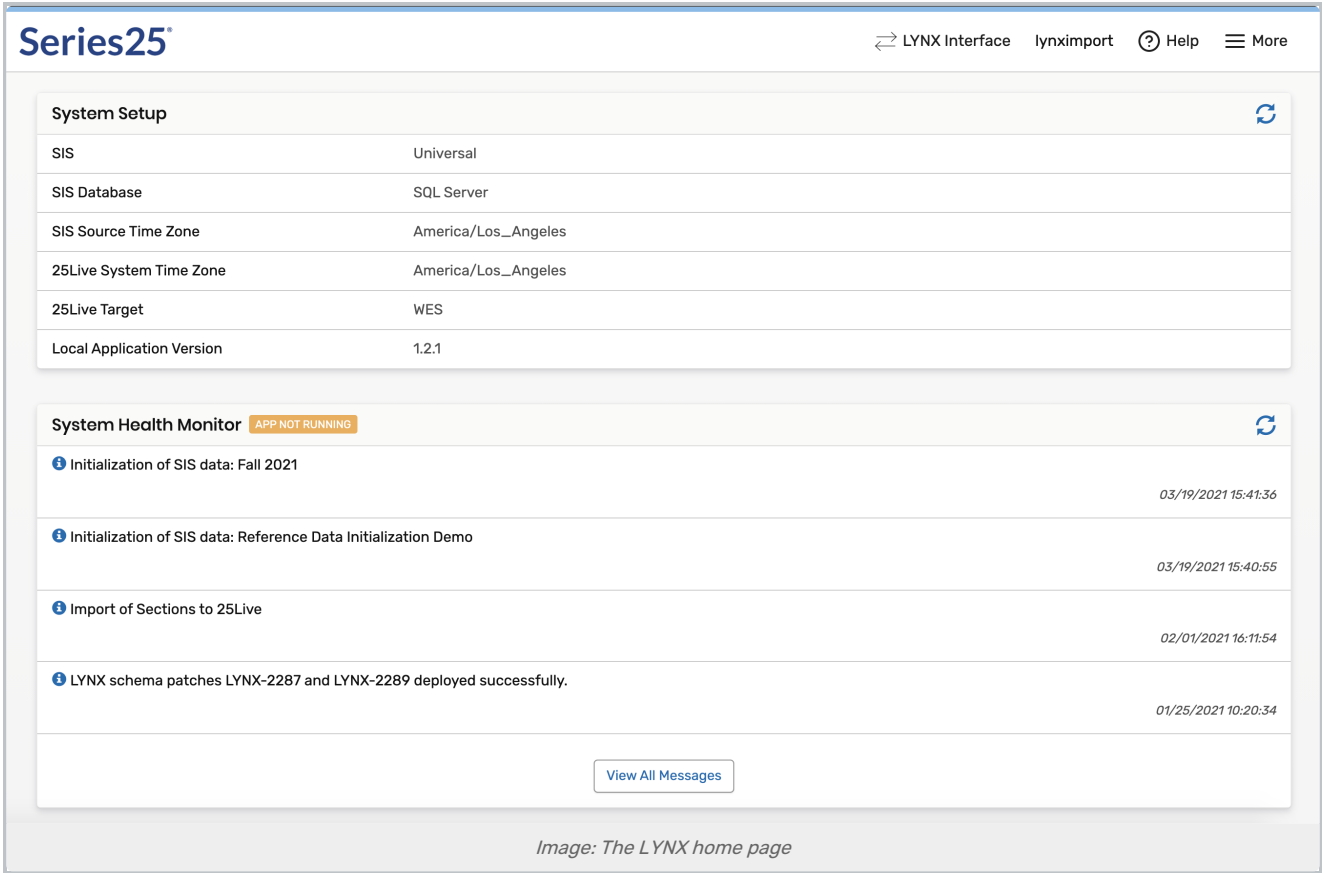 Series25®
LYNX Interface
lynximport
Help
More
System Setup
SIS Universal
SIS Database SQL Server
SIS Source Time Zone America/Los_Angeles
25Live System Time Zone America/Los_Angeles
25Live Target WES
Local Application Version 1.2.1
System Health Monitor APP NOT RUNNING
Initialization of SIS data: Fall 2021
03/19/2021 15:41:36
Initialization of SIS data: Reference Data Initialization Demo
03/19/2021 15:40:55
Import of Sections to 25Live
02/01/2021 16:11:54
LYNX schema patches LYNX-2287 and LYNX-2289 deployed successfully.
01/25/2021 10:20:34
View All Messages
Image: The LYNX home page